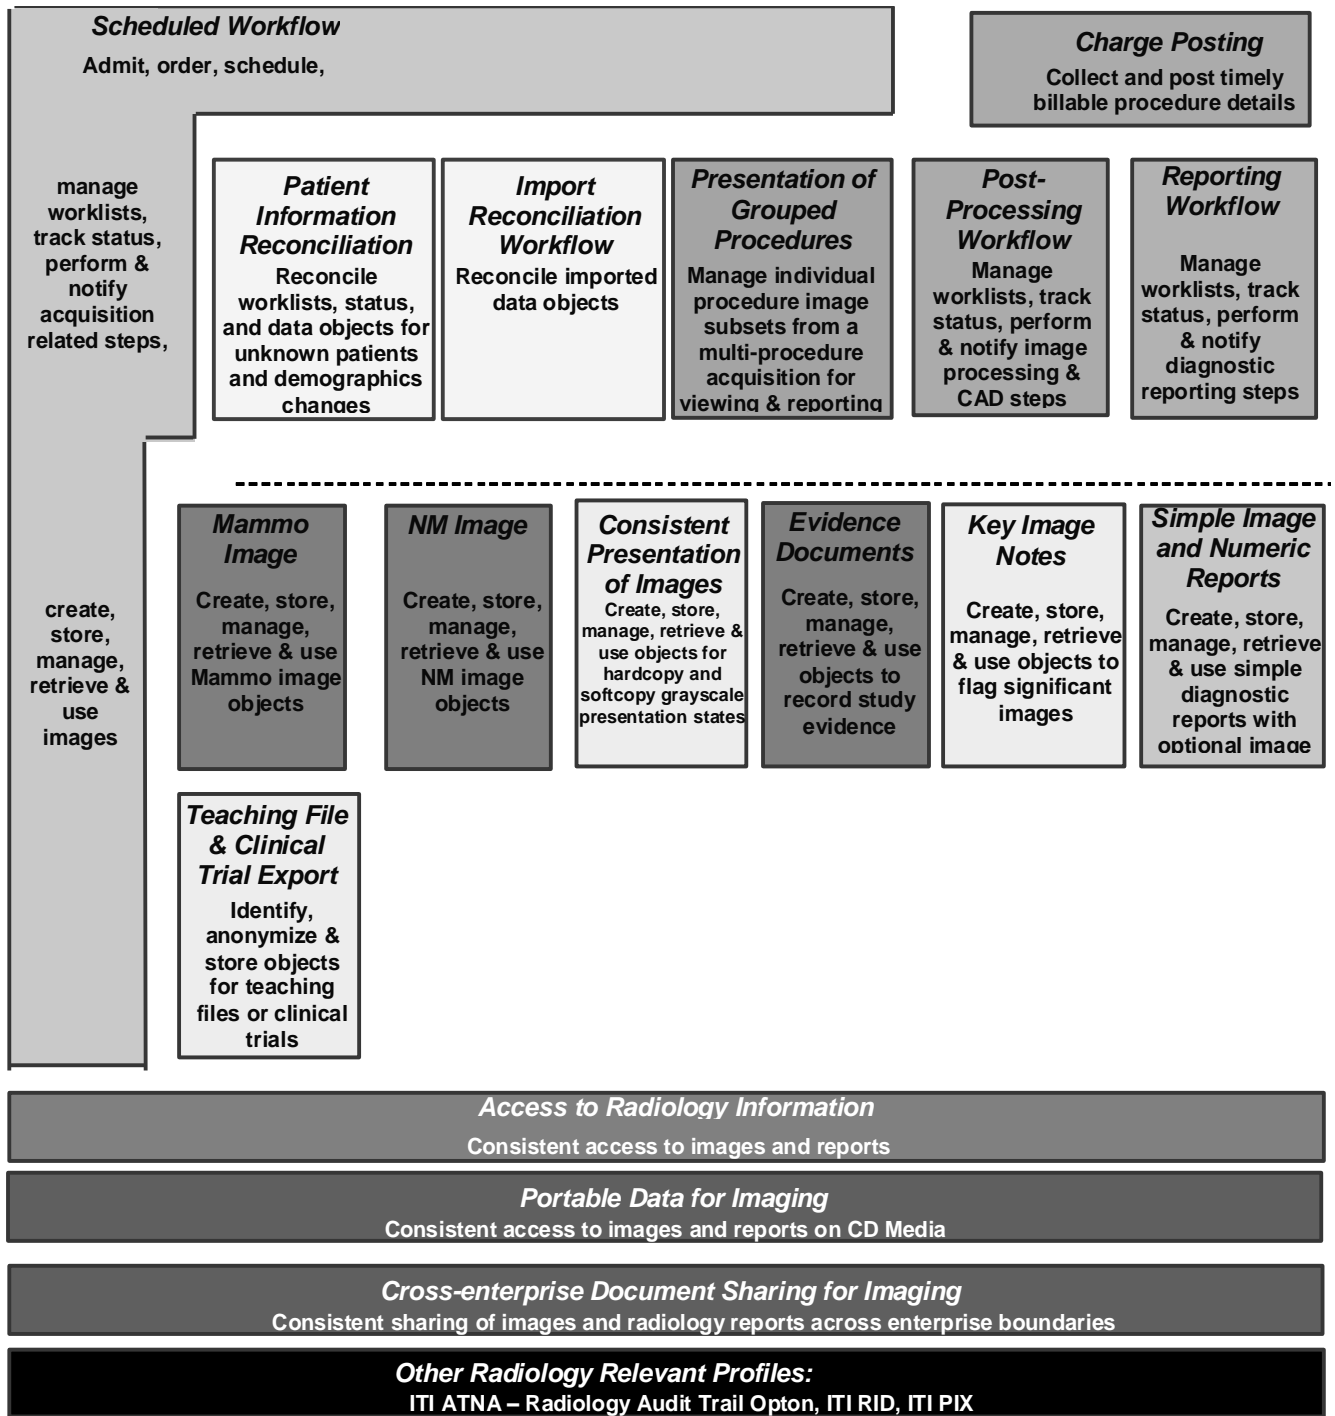 Scheduled Workflow
Admit, order, schedule,
Charge Posting
Collect and post timely
billable procedure details
manage
worklists,
track status,
perform &
notify
acquisition
related steps,
Patient
Information
Reconciliation
Reconcile
worklists, status,
and data objects for
unknown patients
and demographics
changes
Import
Reconciliation
Workflow
Reconcile imported
data objects
Presentation of
Grouped
Procedures
Manage individual
procedure image
subsets from a
multi-procedure
acquisition for
viewing & reporting
Post-
Processing
Workflow
Manage
worklists, track
status, perform
& notify image
processing &
CAD steps
Reporting
Workflow
Manage
worklists, track
status, perform
& notify
diagnostic
reporting steps
create,
store,
manage,
retrieve &
use
images
Mammo
Image
Create, store,
manage,
retrieve & use
Mammo image
objects
NM Image
Create, store,
manage,
retrieve & use
NM image
objects
Consistent
Presentation
of Images
Create, store,
manage, retrieve &
use objects for
hardcopy and
softcopy grayscale
presentation states
Evidence
Documents
Create, store,
manage,
retrieve & use
objects to
record study
evidence
Key Image
Notes
Create, store,
manage, retrieve
& use objects to
flag significant
images
Simple Image
and Numeric
Reports
Create, store,
manage, retrieve
& use simple
diagnostic
reports with
optional image
Teaching File
& Clinical
Trial Export
Identify,
anonymize &
store objects
for teaching
files or clinical
trials
Access to Radiology Information
Consistent access to images and reports
Portable Data for Imaging
Consistent access to images and reports on CD Media
Cross-enterprise Document Sharing for Imaging
Consistent sharing of images and radiology reports across enterprise boundaries
Other Radiology Relevant Profiles:
ITI ATNA – Radiology Audit Trail Opton, ITI RID, ITI PIX